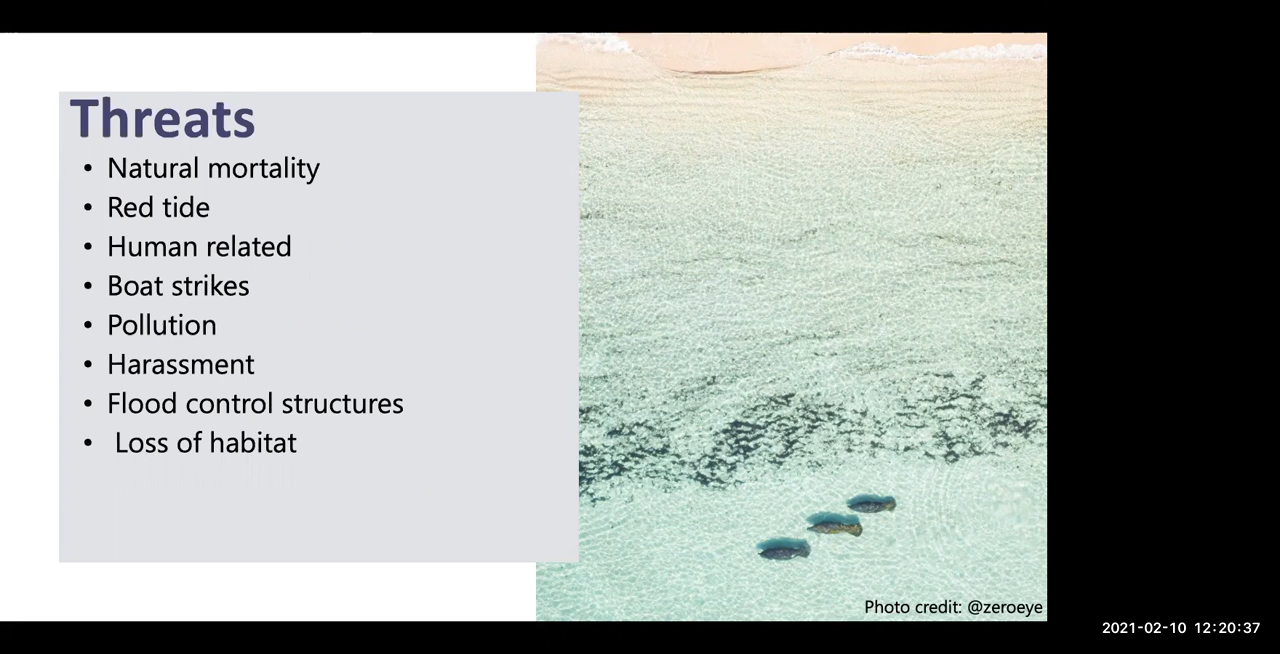 Threats
• Natural mortality
• Red tide
• Human related
• Boat strikes
• Pollution
• Harassment
• Flood control structures
• Loss of habitat
Photo credit: @zeroeye
2021-02-10 12:20:37